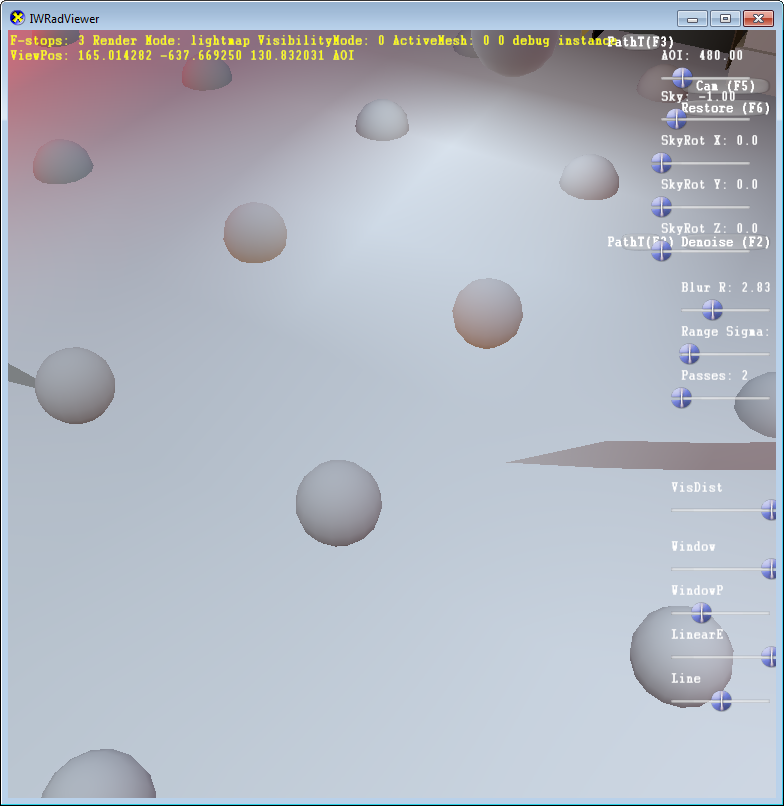 IWRadViewer
F-stops: 3 Render Mode: lightmap VisibilityMode: 0 ActiveMesh: 0 0 debug instance
PathT(F3)
ViewPos: 165.014282 -637.669250 130.832031 AOI
AOI: 480.00
Cam (F5)
Sky: -1.00
Restore (F6)
SkyRot X: 0.0
SkyRot Y: 0.0
SkyRot Z: 0.0
Denoise (F2)
Blur R: 2.83
Range Sigma:
Passes: 2
VisDist
Window
WindowP
LinearE
Line